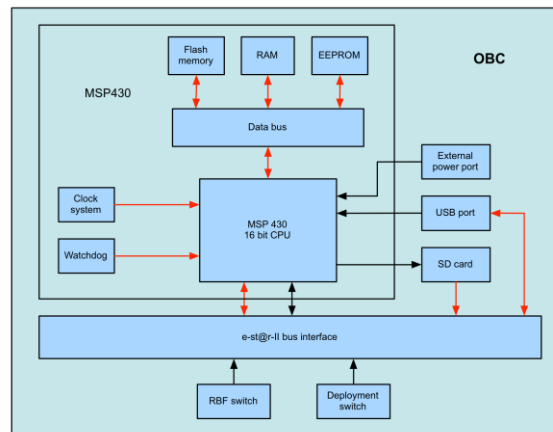 Flash
memory
RAM
EEPROM
OBC
MSP430
Data bus
External
power port
Clock
system
MSP 430
16 bit CPU
USB port
Watchdog
SD card
e-st@r-II bus interface
RBF switch
Deployment
switch